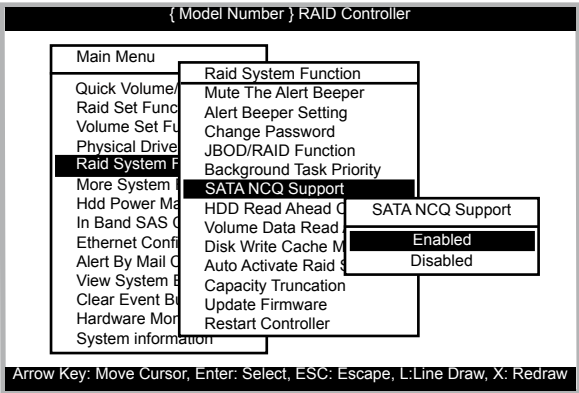 { Model Number } RAID Controller
Main Menu
Quick Volume/
Raid Set Func
Volume Set Fu
Physical Drive
Raid System F
More System
Hdd Power Ma
In Band SAS
Ethernet Confi
Alert By Mail
View System
Clear Event Bu
Hardware Mon
System information
Raid System Function
Mute The Alert Beeper
Alert Beeper Setting
Change Password
JBOD/RAID Function
Background Task Priority
SATA NCQ Support
HDD Read Ahead C
Volume Data Read
Disk Write Cache M
Auto Activate Raid
Capacity Truncation
Update Firmware
Restart Controller
SATA NCQ Support
Enabled
Disabled
Arrow Key: Move Cursor, Enter: Select, ESC: Escape, L:Line Draw, X: Redraw